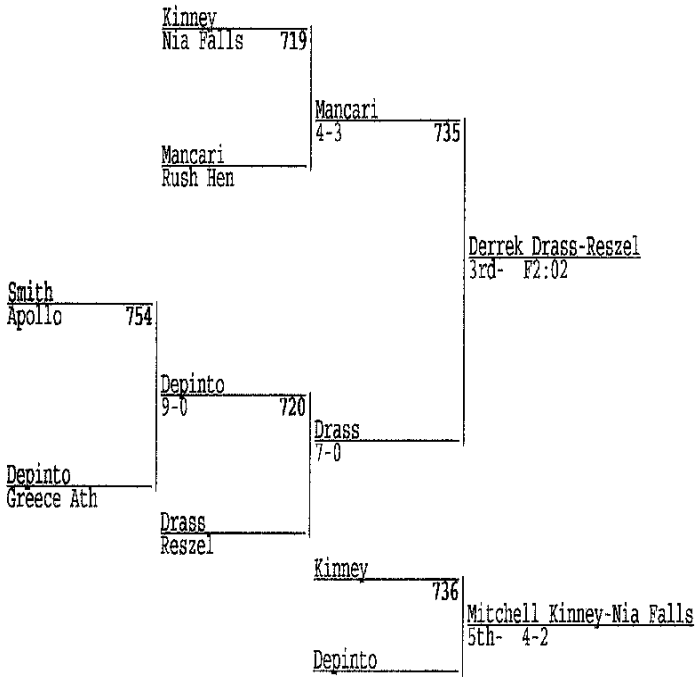 Kinney
Nia Falls 719
Mancari
4-3 735
Mancari
Rush Hen
Derrek Drass-Reszel
3rd- F2:02
Smith
Apollo 754
Depinto
9-0 720
Drass
7-0
Depinto
Greece Ath
Drass
Reszel
Kinney
736
Mitchell Kinney-Nia Falls
5th- 4-2
Depinto